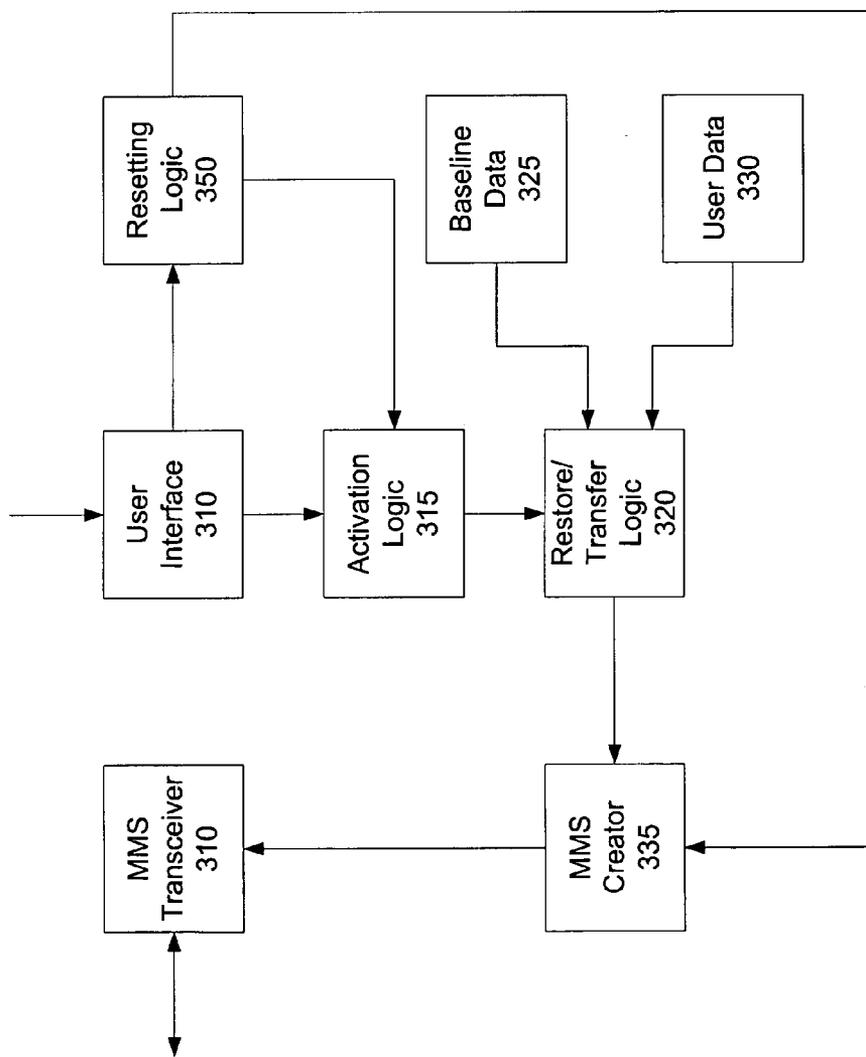 MMS
Transceiver
310
User
Interface
310
Resetting
Logic
350
Activation
Logic
315
Baseline
Data
325
MMS
Creator
335
Restore/
Transfer
Logic
320
User Data
330